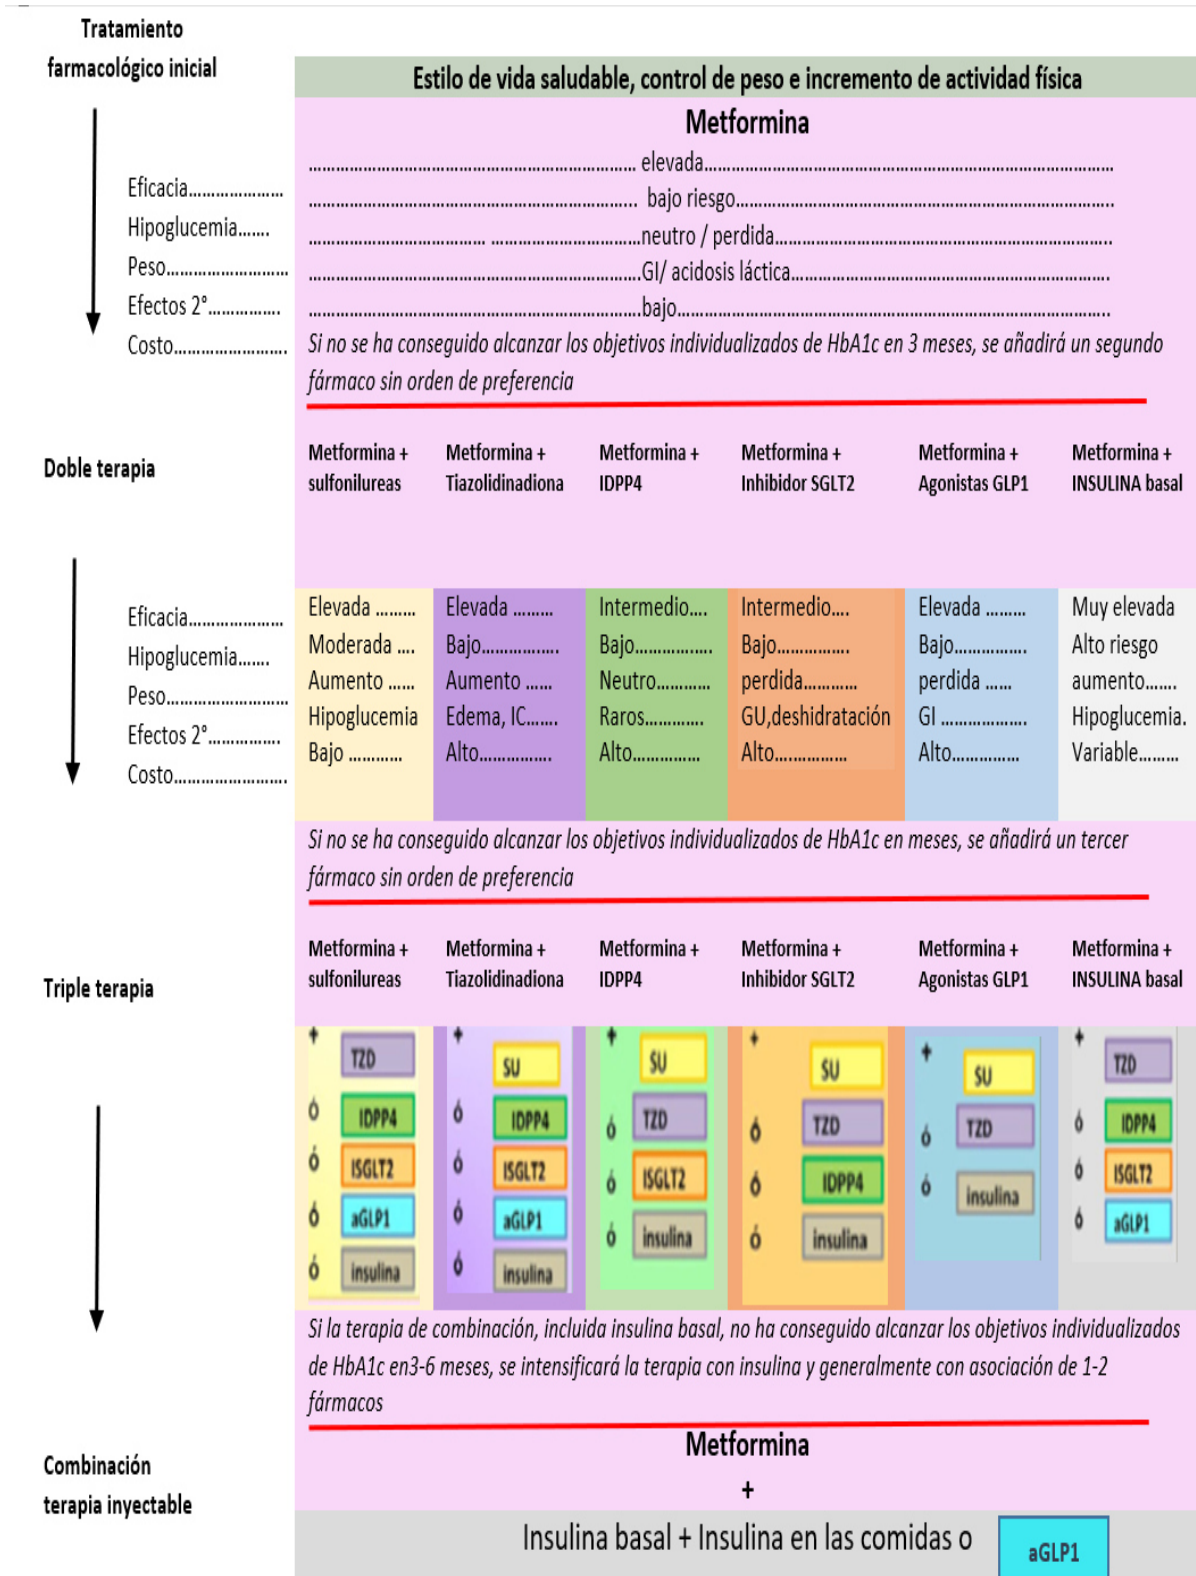 Tratamiento
farmacológico inicial
Estilo de vida saludable, control de peso e incremento de actividad física
Metformina
Eficacia………………… ………………………………………………… elevada…………………………………………………………
Hipoglucemia……. ………………………………………………….. bajo riesgo……………………………………………………..
Peso……………………… ………………………… ……………………neutro / perdida…………………………………………………..
Efectos 2°……………. …………………………………………………GI/ acidosis láctica……………………………………………….
Costo……………………. …………………………………………………bajo…………………………………………………………………..
Si no se ha conseguido alcanzar los objetivos individualizados de HbA1c en 3 meses, se añadirá un segundo
fármaco sin orden de preferencia
Doble terapia
Metformina + Metformina + Metformina + Metformina + Metformina + Metformina +
sulfonilureas Tiazolidinadiona IDPP4 Inhibidor SGLT2 Agonistas GLP1 INSULINA basal
Eficacia………………… Elevada ……… Elevada ……… Intermedio…. Intermedio…. Elevada ……… Muy elevada
Hipoglucemia……. Moderada …. Bajo…………….. Bajo…………….. Bajo……………. Bajo……………. Alto riesgo
Peso……………………… Aumento …… Aumento …… Neutro………… perdida………… perdida …… aumento…….
Efectos 2°……………. Hipoglucemia Edema, IC……. Raros…………. GU,deshidratación GI …………………. Hipoglucemia.
Costo……………………. Bajo ………… Alto……………. Alto…………… Alto……………… Alto…………… Variable………
Si no se ha conseguido alcanzar los objetivos individualizados de HbA1c en meses, se añadirá un tercer
fármaco sin orden de preferencia
Triple terapia
Metformina + Metformina + Metformina + Metformina + Metformina + Metformina +
sulfonilureas Tiazolidinadiona IDPP4 Inhibidor SGLT2 Agonistas GLP1 INSULINA basal
+ TZD
ó IDPP4
ó ISGLT2
ó aGLP1
ó insulina
+ SU
ó IDPP4
ó ISGLT2
ó aGLP1
ó insulina
+ SU
ó TZD
ó ISGLT2
ó insulina
+ SU
ó TZD
ó IDPP4
ó insulina
+ SU
ó TZD
ó insulina
+ TZD
ó IDPP4
ó ISGLT2
ó aGLP1
Si la terapia de combinación, incluida insulina basal, no ha conseguido alcanzar los objetivos individualizados
de HbA1c en3-6 meses, se intensificará la terapia con insulina y generalmente con asociación de 1-2
fármacos
Combinación
terapia inyectable
Metformina
+
Insulina basal + Insulina en las comidas o aGLP1